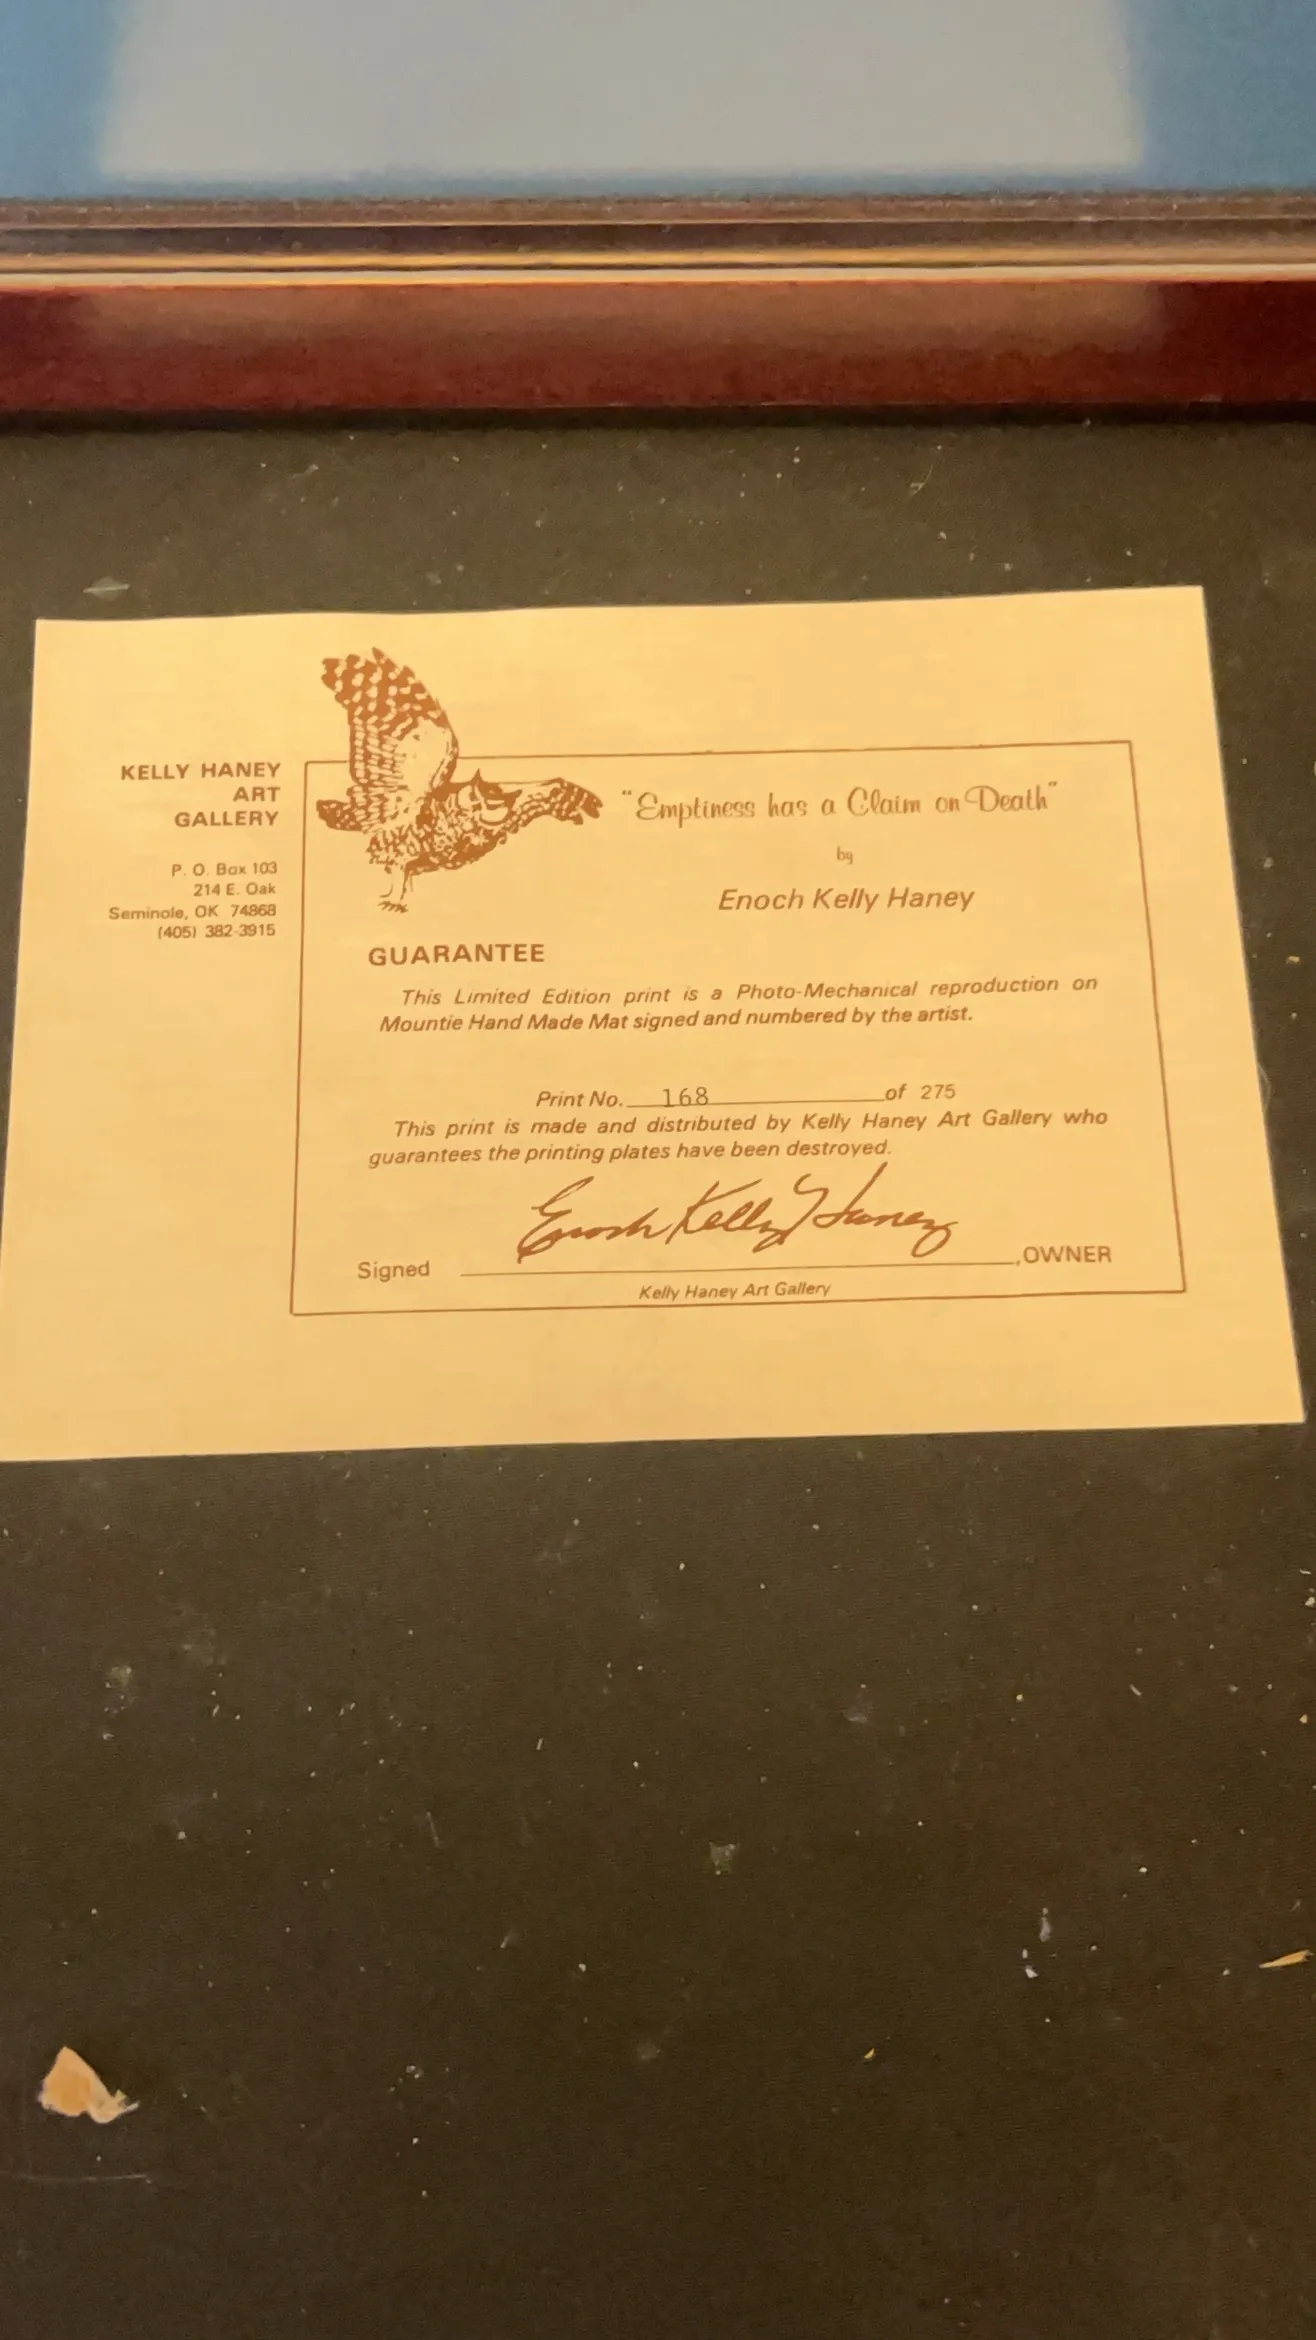 KELLY HANEY
ART
GALLERY
P. O. Box 103
214 E. Oak
Seminole, OK 74868
(405) 382-3915
"Emptiness has a Claim on Death"
by
Enoch Kelly Haney
GUARANTEE
This Limited Edition print is a Photo-Mechanical reproduction on
Mountie Hand Made Mat signed and numbered by the artist.
Print No. 168 of 275
This print is made and distributed by Kelly Haney Art Gallery who
guarantees the printing plates have been destroyed.
Enoch Kelly Haney
Signed ,OWNER
Kelly Haney Art Gallery